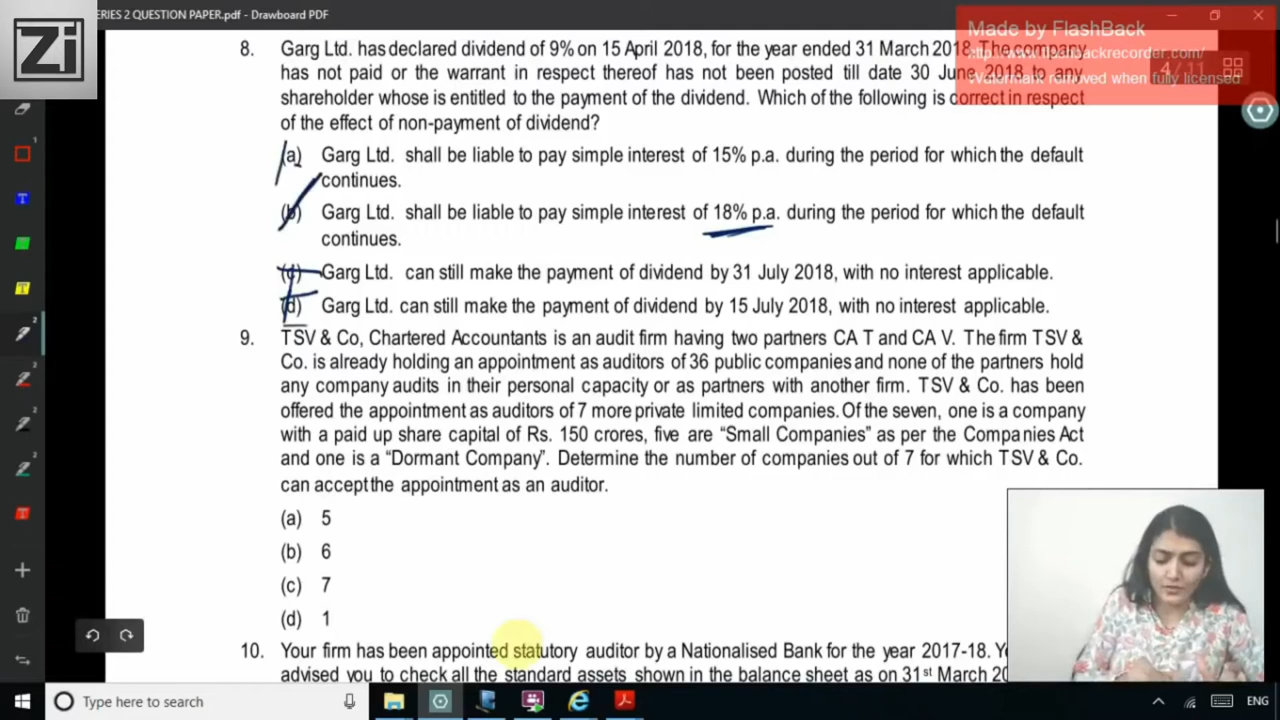 ERIES 2 QUESTION PAPER.pdf - Drawboard PDF
Zi
Made by FlashBack
http://www.flashbackrecorder.com/
Watermark removed when fully licensed
4 / 11
8. Garg Ltd. has declared dividend of 9% on 15 April 2018, for the year ended 31 March 2018. The company
has not paid or the warrant in respect thereof has not been posted till date 30 June 2018 to any
shareholder whose is entitled to the payment of the dividend. Which of the following is correct in respect
of the effect of non-payment of dividend?
(a) Garg Ltd. shall be liable to pay simple interest of 15% p.a. during the period for which the default
continues.
(b) Garg Ltd. shall be liable to pay simple interest of 18% p.a. during the period for which the default
continues.
(c) Garg Ltd. can still make the payment of dividend by 31 July 2018, with no interest applicable.
(d) Garg Ltd. can still make the payment of dividend by 15 July 2018, with no interest applicable.
9. TSV & Co, Chartered Accountants is an audit firm having two partners CA T and CA V. The firm TSV &
Co. is already holding an appointment as auditors of 36 public companies and none of the partners hold
any company audits in their personal capacity or as partners with another firm. TSV & Co. has been
offered the appointment as auditors of 7 more private limited companies. Of the seven, one is a company
with a paid up share capital of Rs. 150 crores, five are “Small Companies” as per the Companies Act
and one is a “Dormant Company”. Determine the number of companies out of 7 for which TSV & Co.
can accept the appointment as an auditor.
(a) 5
(b) 6
(c) 7
(d) 1
10. Your firm has been appointed statutory auditor by a Nationalised Bank for the year 2017-18. Y
advised you to check all the standard assets shown in the balance sheet as on 31st March 20
Type here to search
ENG